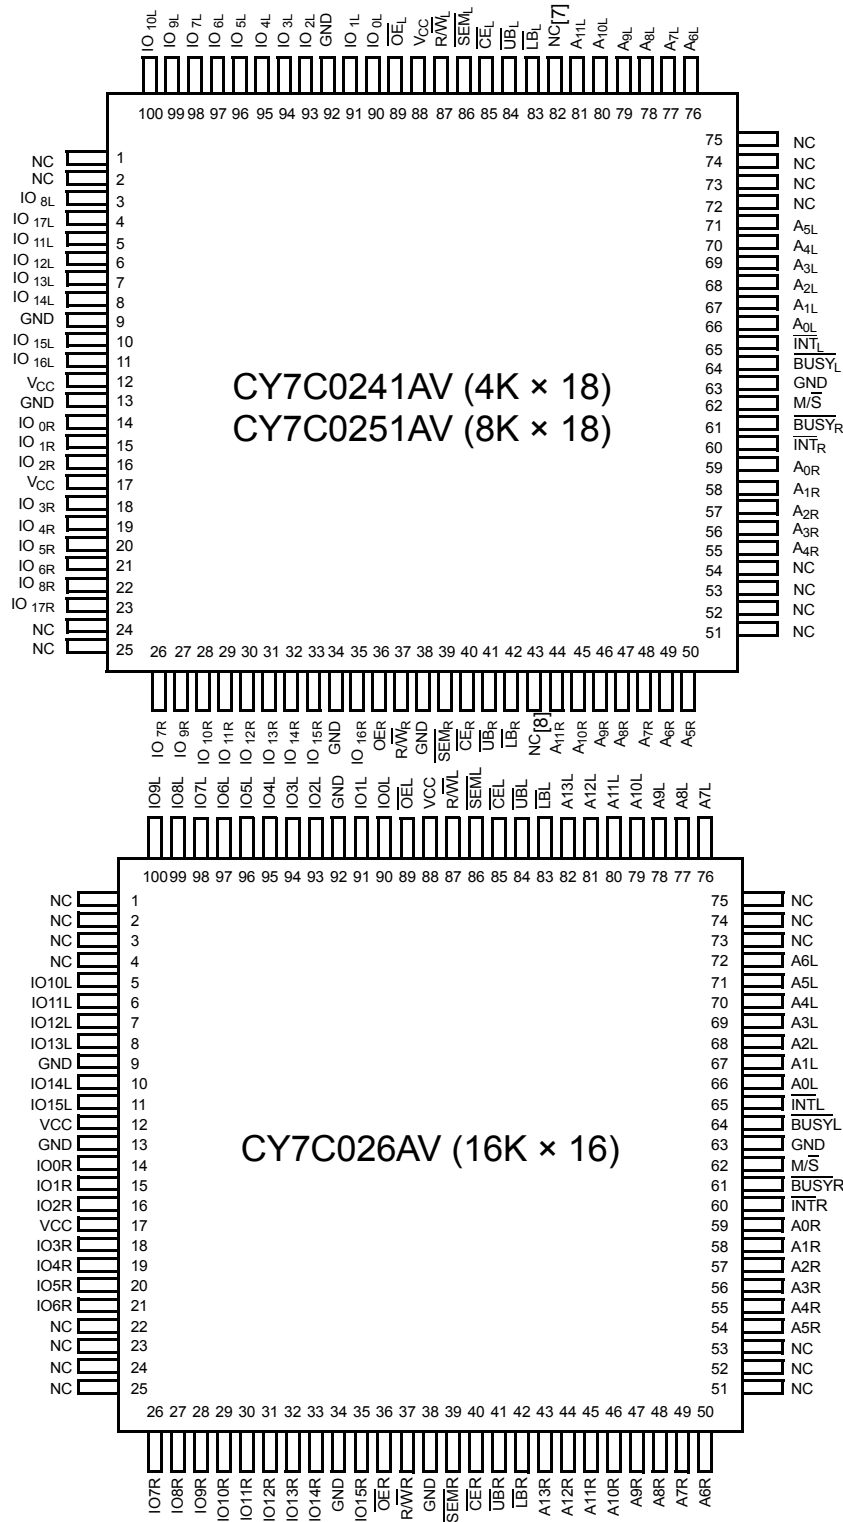 IO 10L IO 9L IO 7L IO 6L IO 5L IO 4L IO 3L IO 2L GND IO 1L IO 0L OEL VCC R/WL SEML CEL UBL LBL NC[7] A11L A10L A9L A8L A7L A6L
100 99 98 97 96 95 94 93 92 91 90 89 88 87 86 85 84 83 82 81 80 79 78 77 76
NC 1
NC 2
IO 8L 3
IO 17L 4
IO 11L 5
IO 12L 6
IO 13L 7
IO 14L 8
GND 9
IO 15L 10
IO 16L 11
VCC 12
GND 13
IO 0R 14
IO 1R 15
IO 2R 16
VCC 17
IO 3R 18
IO 4R 19
IO 5R 20
IO 6R 21
IO 8R 22
IO 17R 23
NC 24
NC 25
CY7C0241AV (4K × 18)
CY7C0251AV (8K × 18)
75 NC
74 NC
73 NC
72 NC
71 A5L
70 A4L
69 A3L
68 A2L
67 A1L
66 A0L
65 INTL
64 BUSYL
63 GND
62 M/S
61 BUSYR
60 INTR
59 A0R
58 A1R
57 A2R
56 A3R
55 A4R
54 NC
53 NC
52 NC
51 NC
26 27 28 29 30 31 32 33 34 35 36 37 38 39 40 41 42 43 44 45 46 47 48 49 50
IO 7R IO 9R IO 10R IO 11R IO 12R IO 13R IO 14R IO 15R GND IO 16R OER R/WR GND SEMR CER UBR LBR NC[8] A11R A10R A9R A8R A7R A6R A5R
IO9L IO8L IO7L IO6L IO5L IO4L IO3L IO2L GND IO1L IO0L OEL VCC R/WL SEML CEL UBL LBL A13L A12L A11L A10L A9L A8L A7L
100 99 98 97 96 95 94 93 92 91 90 89 88 87 86 85 84 83 82 81 80 79 78 77 76
NC 1
NC 2
NC 3
NC 4
IO10L 5
IO11L 6
IO12L 7
IO13L 8
GND 9
IO14L 10
IO15L 11
VCC 12
GND 13
IO0R 14
IO1R 15
IO2R 16
VCC 17
IO3R 18
IO4R 19
IO5R 20
IO6R 21
NC 22
NC 23
NC 24
NC 25
CY7C026AV (16K × 16)
75 NC
74 NC
73 NC
72 A6L
71 A5L
70 A4L
69 A3L
68 A2L
67 A1L
66 A0L
65 INTL
64 BUSYL
63 GND
62 M/S
61 BUSYR
60 INTR
59 A0R
58 A1R
57 A2R
56 A3R
55 A4R
54 A5R
53 NC
52 NC
51 NC
26 27 28 29 30 31 32 33 34 35 36 37 38 39 40 41 42 43 44 45 46 47 48 49 50
IO7R IO8R IO9R IO10R IO11R IO12R IO13R IO14R GND IO15R OER R/WR GND SEMR CER UBR LBR A13R A12R A11R A10R A9R A8R A7R A6R